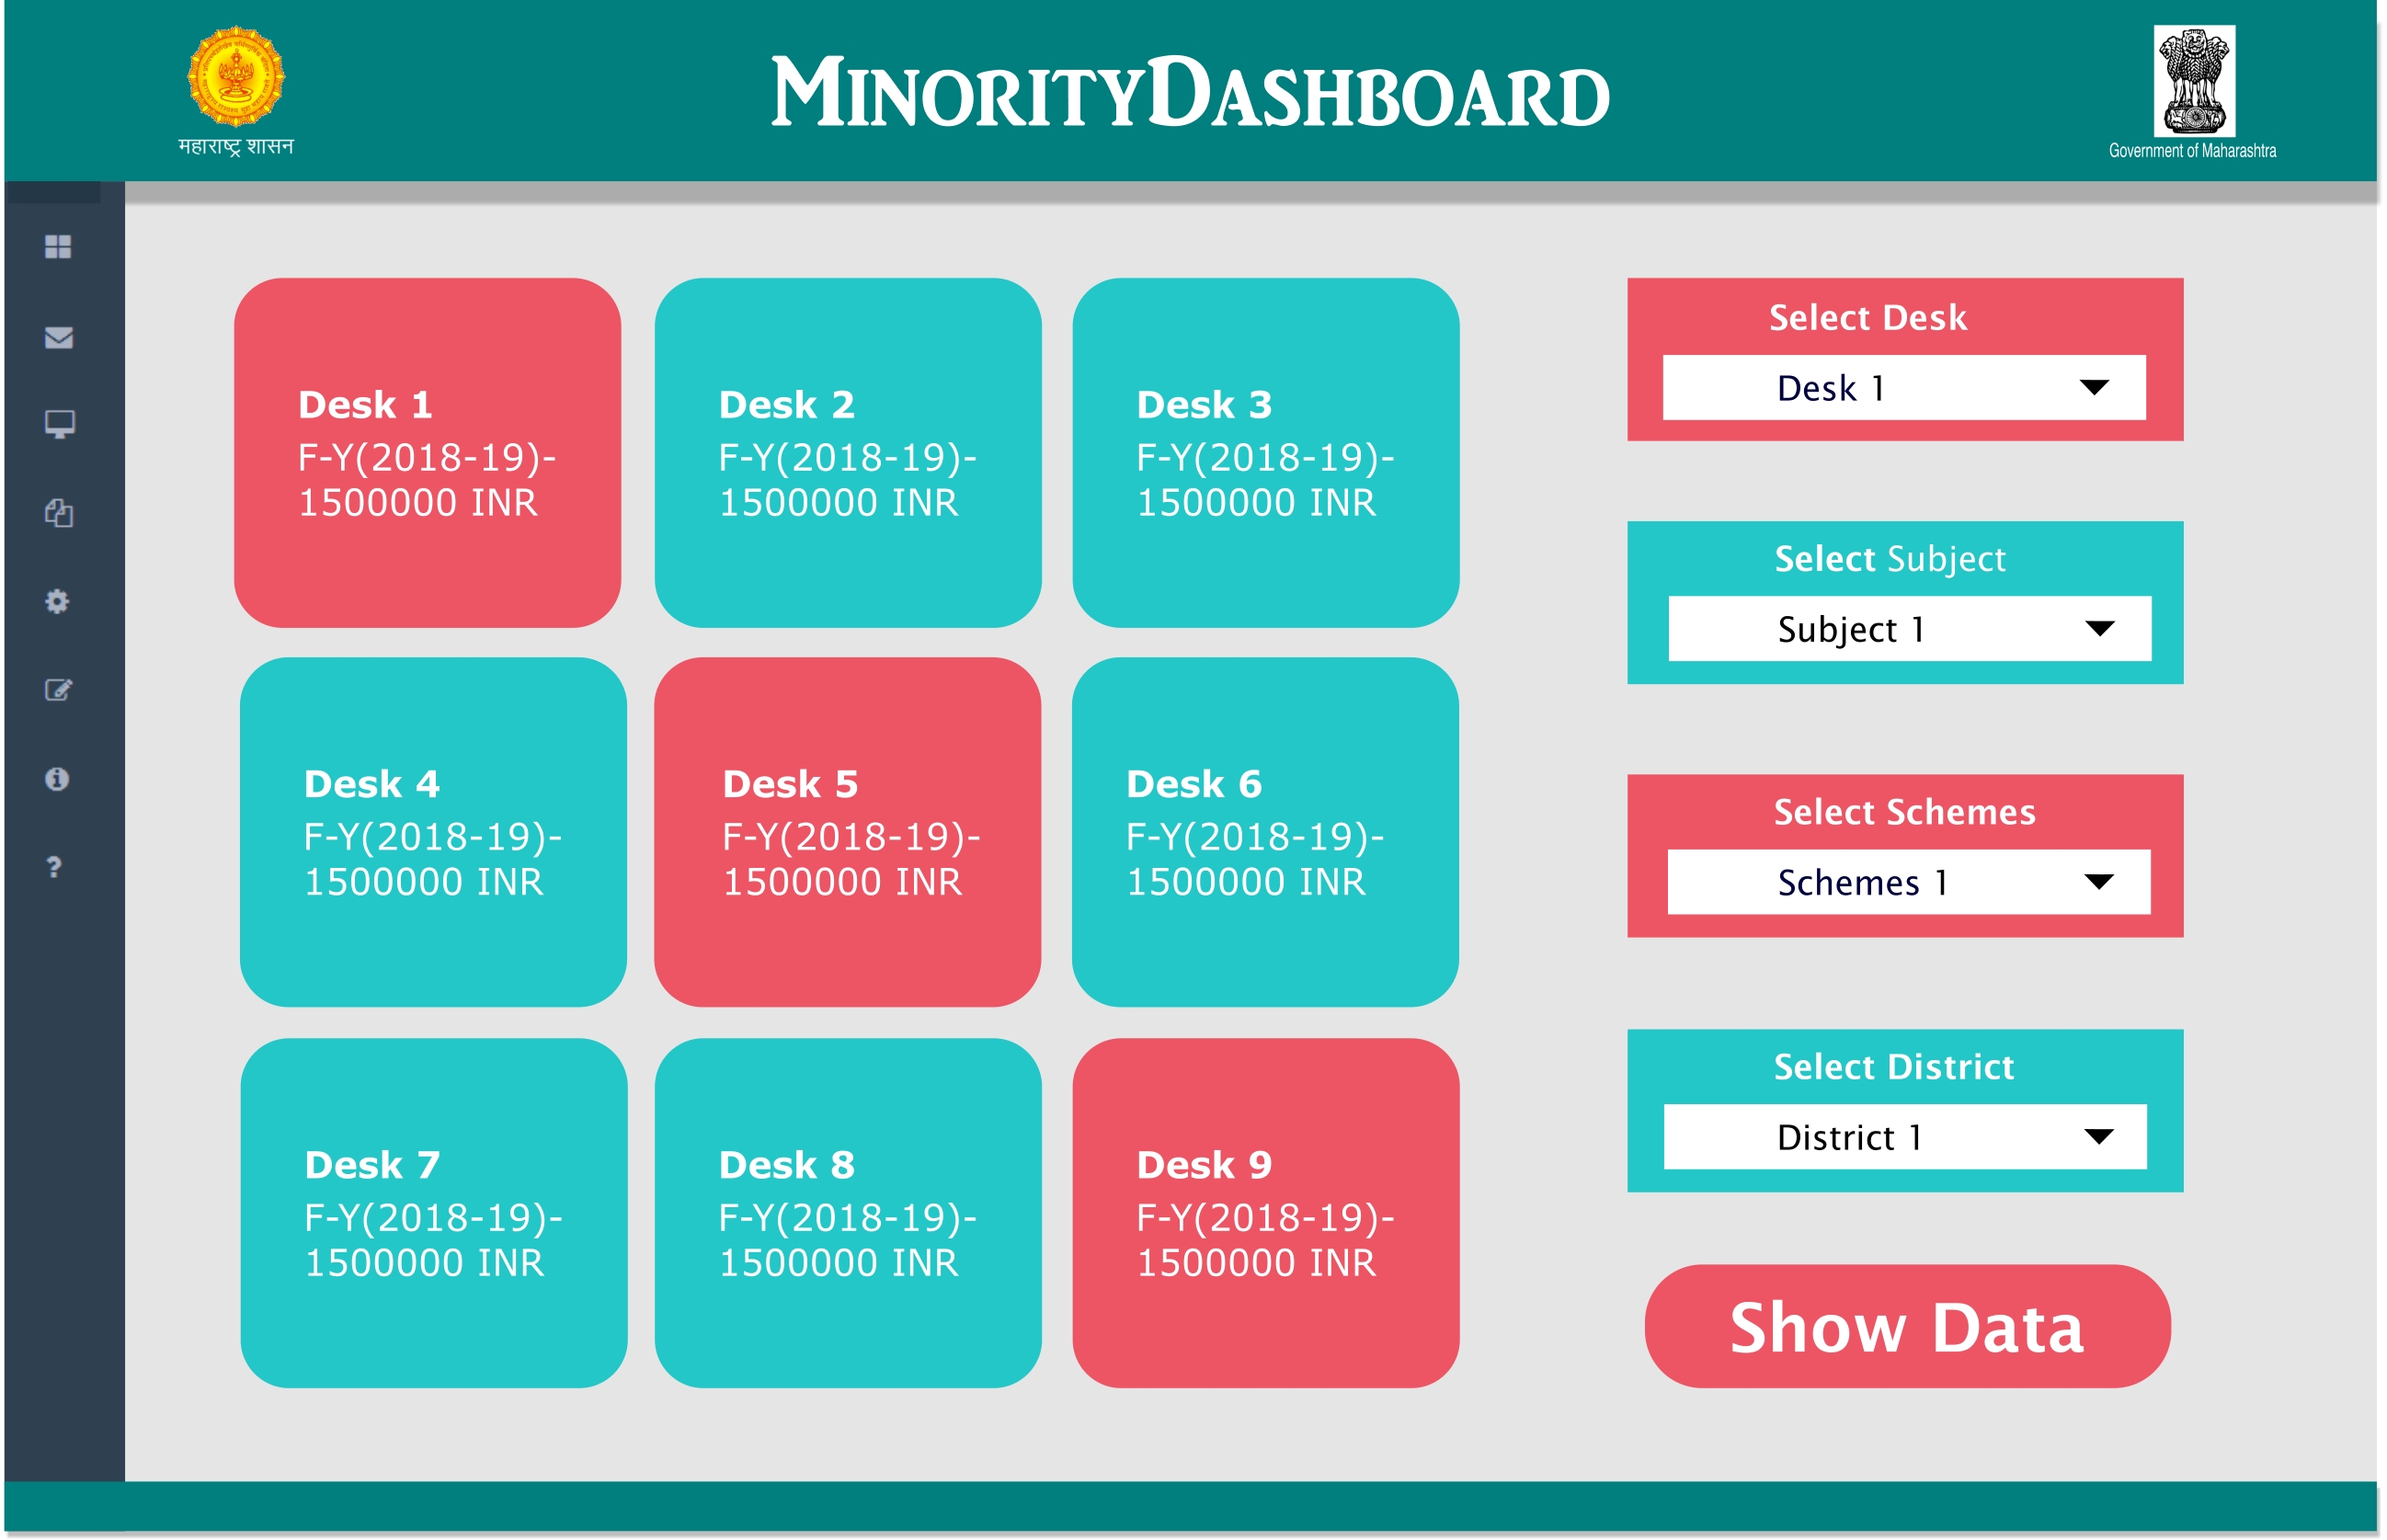 महाराष्ट्र शासन
MINORITYDASHBOARD
Government of Maharashtra
Desk 1
F-Y(2018-19)-
1500000 INR
Desk 2
F-Y(2018-19)-
1500000 INR
Desk 3
F-Y(2018-19)-
1500000 INR
Desk 4
F-Y(2018-19)-
1500000 INR
Desk 5
F-Y(2018-19)-
1500000 INR
Desk 6
F-Y(2018-19)-
1500000 INR
Desk 7
F-Y(2018-19)-
1500000 INR
Desk 8
F-Y(2018-19)-
1500000 INR
Desk 9
F-Y(2018-19)-
1500000 INR
Select Desk
Desk 1
Select Subject
Subject 1
Select Schemes
Schemes 1
Select District
District 1
Show Data